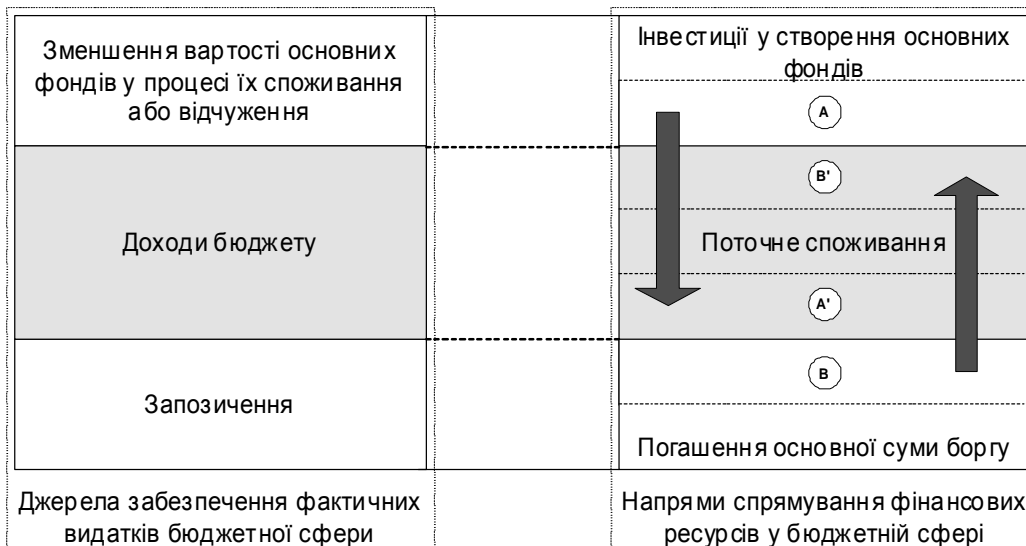 Зменшення вартості основних
фондів у процесі їх споживання
або відчуження
Доходи бюджету
Запозичення
Джерела забезпечення фактичних
видатків бюджетної сфери
Інвестиції у створення основних
фондів
A
B'
Поточне споживання
A'
B
Погашення основної суми боргу
Напрями спрямування фінансових
ресурсів у бюджетній сфері